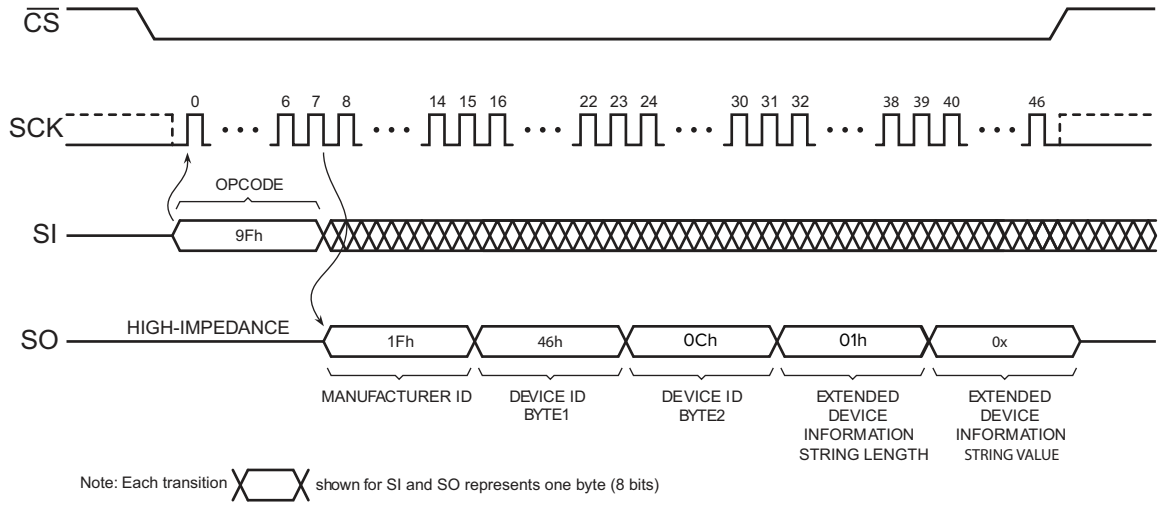 CS
0 6 7 8 14 15 16 22 23 24 30 31 32 38 39 40 46
SCK
OPCODE
SI 9Fh
HIGH-IMPEDANCE
SO 1Fh 46h 0Ch 01h 0x
MANUFACTURER ID
DEVICE ID
BYTE1
DEVICE ID
BYTE2
EXTENDED
DEVICE
INFORMATION
STRING LENGTH
EXTENDED
DEVICE
INFORMATION
STRING VALUE
Note: Each transition shown for SI and SO represents one byte (8 bits)